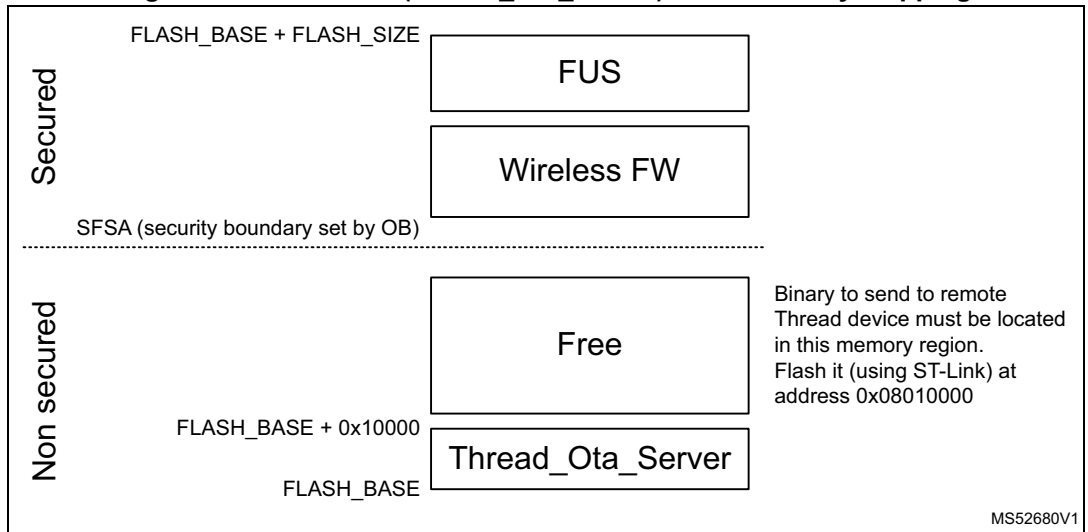 FLASH_BASE + FLASH_SIZE
FUS
Secured
Wireless FW
SFSA (security boundary set by OB)
Non secured
Free
Binary to send to remote
Thread device must be located
in this memory region.
Flash it (using ST-Link) at
address 0x08010000
FLASH_BASE + 0x10000
Thread_Ota_Server
FLASH_BASE
MS52680V1